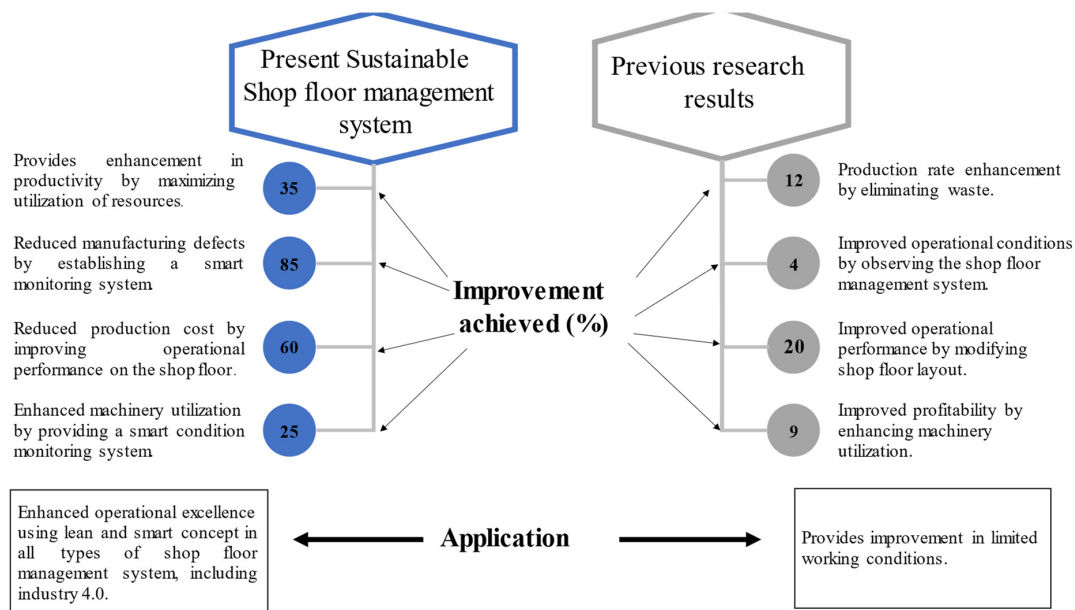 Present Sustainable
Shop floor management
system
Provides enhancement in
productivity by maximizing
utilization of resources.
35
Reduced manufacturing defects
by establishing a smart
monitoring system.
85
Reduced production cost by
improving operational
performance on the shop floor.
60
Enhanced machinery utilization
by providing a smart condition
monitoring system.
25
Improvement
achieved (%)
Previous research
results
12
Production rate enhancement
by eliminating waste.
4
Improved operational conditions
by observing the shop floor
management system.
20
Improved operational
performance by modifying
shop floor layout.
9
Improved profitability by
enhancing machinery
utilization.
Enhanced operational excellence
using lean and smart concept in
all types of shop floor
management system, including
industry 4.0.
Application
Provides improvement in limited
working conditions.